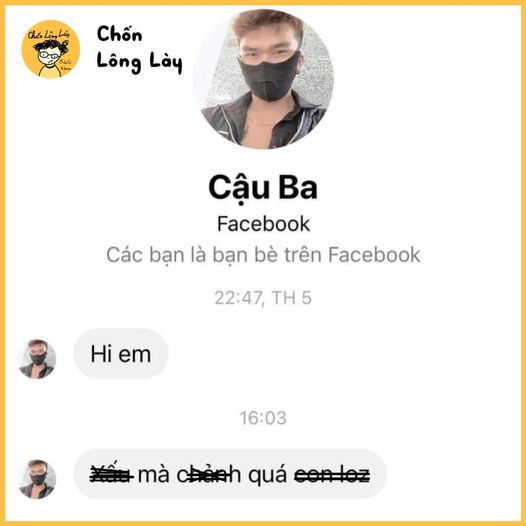 Chốn Lông Lày
Chốn
Lông Lày
Cậu Ba
Facebook
Các bạn là bạn bè trên Facebook
22:47, TH 5
Hi em
16:03
Xấu mà chảnh quá con loz